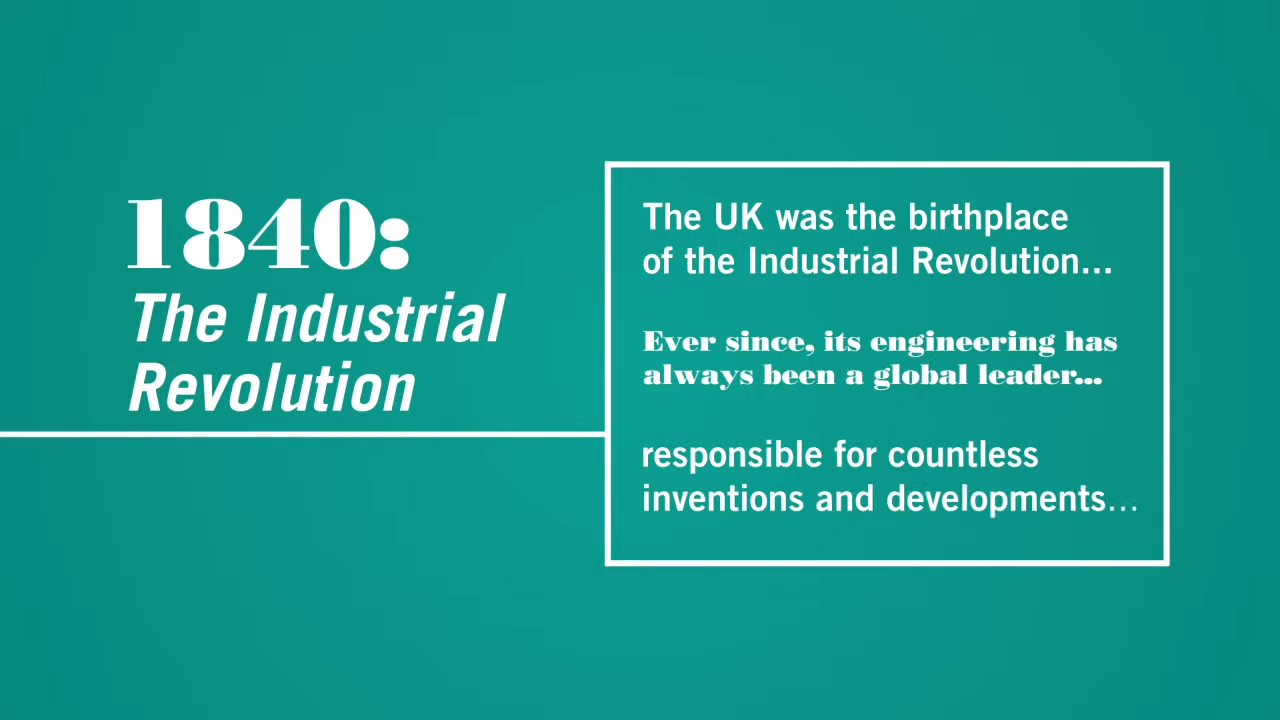 1840:
The Industrial
Revolution
The UK was the birthplace
of the Industrial Revolution...
Ever since, its engineering has
always been a global leader...
responsible for countless
inventions and developments...